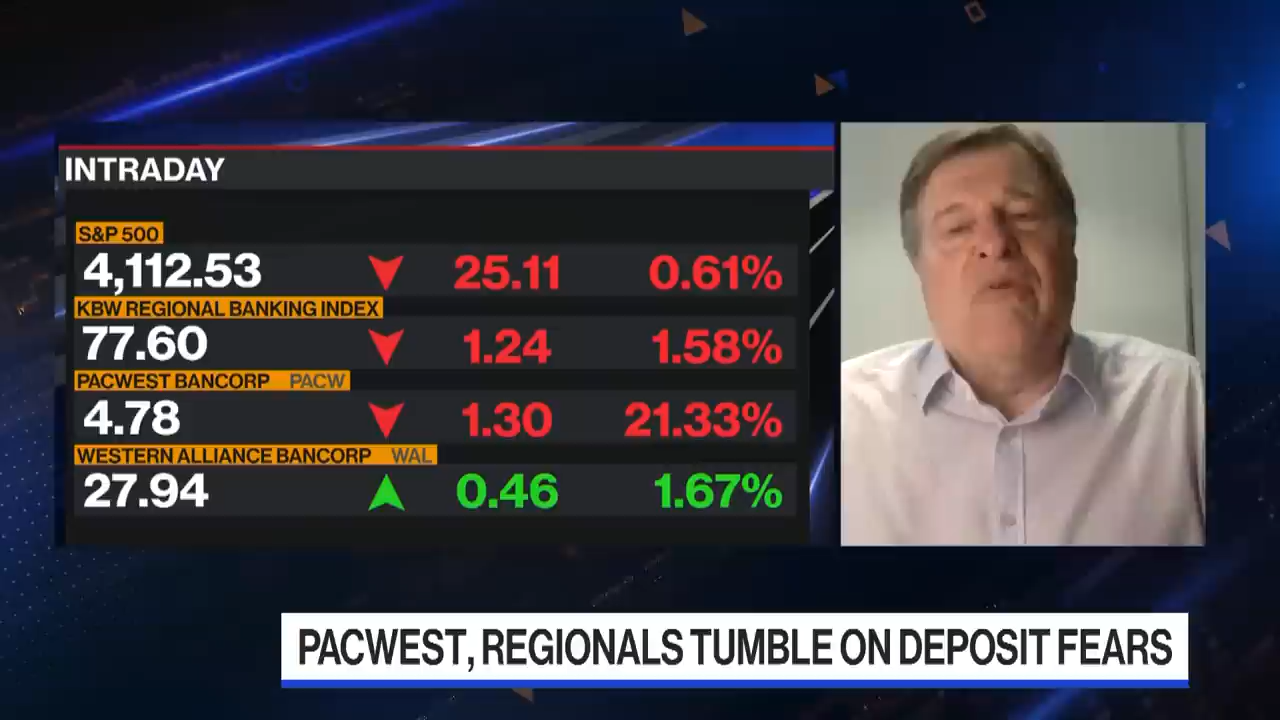 INTRADAY
S&P 500
4,112.53 25.11 0.61%
KBW REGIONAL BANKING INDEX
77.60 1.24 1.58%
PACWEST BANCORP PACW
4.78 1.30 21.33%
WESTERN ALLIANCE BANCORP WAL
27.94 0.46 1.67%
PACWEST, REGIONALS TUMBLE ON DEPOSIT FEARS